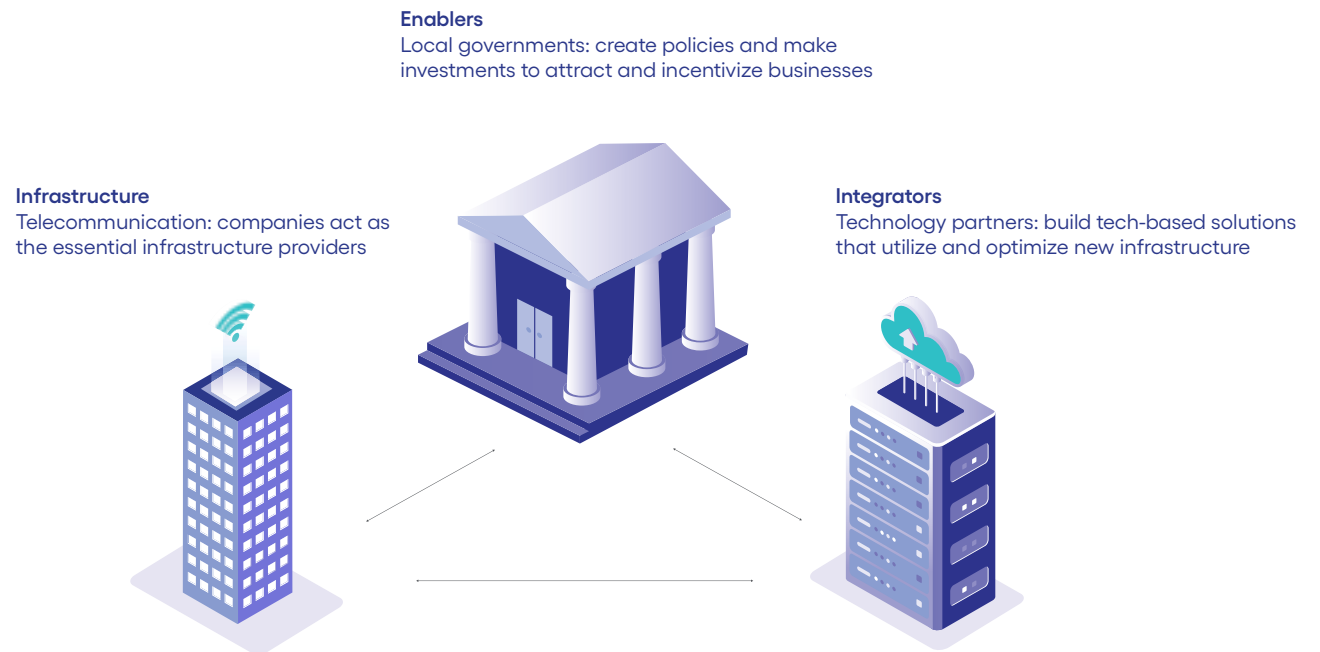 Enablers
Local governments: create policies and make
investments to attract and incentivize businesses
Infrastructure
Telecommunication: companies act as
the essential infrastructure providers
Integrators
Technology partners: build tech-based solutions
that utilize and optimize new infrastructure